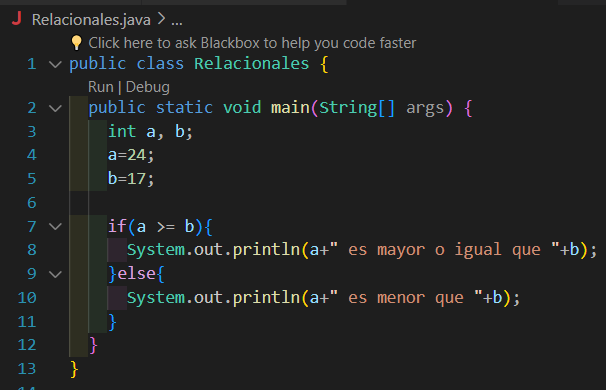 J Relacionales.java > ...
Click here to ask Blackbox to help you code faster
1 public class Relacionales {
Run | Debug
2 public static void main(String[] args) {
3 int a, b;
4 a=24;
5 b=17;
6
7 if(a >= b){
8 System.out.println(a+" es mayor o igual que "+b);
9 }else{
10 System.out.println(a+" es menor que "+b);
11 }
12 }
13 }
14